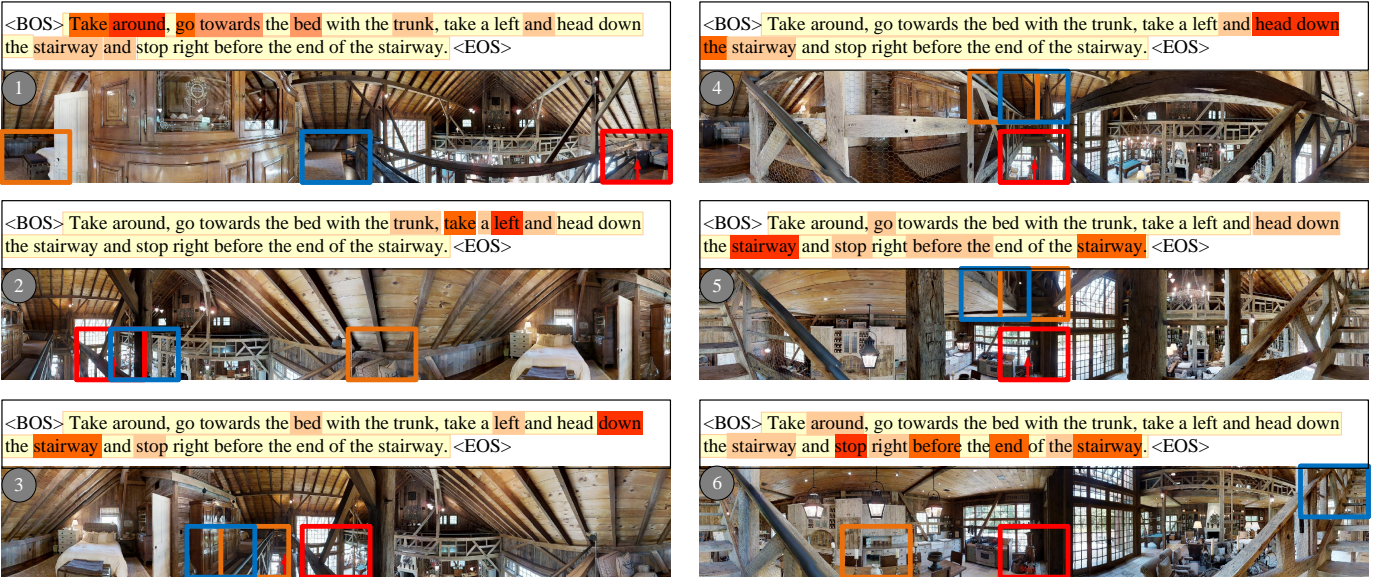 <BOS> Take around, go towards the bed with the trunk, take a left and head down
the stairway and stop right before the end of the stairway. <EOS>
1
<BOS> Take around, go towards the bed with the trunk, take a left and head down
the stairway and stop right before the end of the stairway. <EOS>
2
<BOS> Take around, go towards the bed with the trunk, take a left and head down
the stairway and stop right before the end of the stairway. <EOS>
3
<BOS> Take around, go towards the bed with the trunk, take a left and head down
the stairway and stop right before the end of the stairway. <EOS>
4
<BOS> Take around, go towards the bed with the trunk, take a left and head down
the stairway and stop right before the end of the stairway. <EOS>
5
<BOS> Take around, go towards the bed with the trunk, take a left and head down
the stairway and stop right before the end of the stairway. <EOS>
6